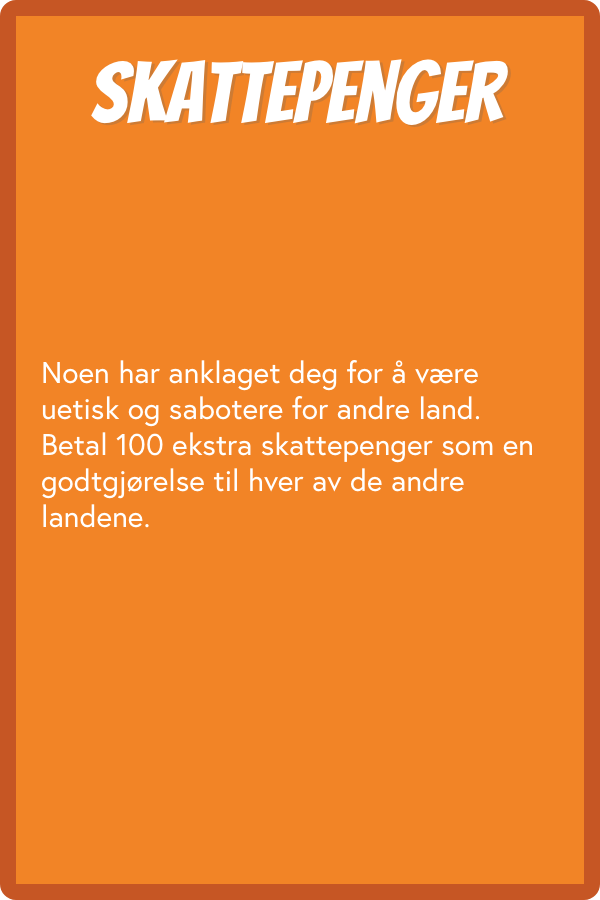 SKATTEPENGER
Noen har anklaget deg for å være
uetisk og sabotere for andre land.
Betal 100 ekstra skattepenger som en
godtgjørelse til hver av de andre
landene.